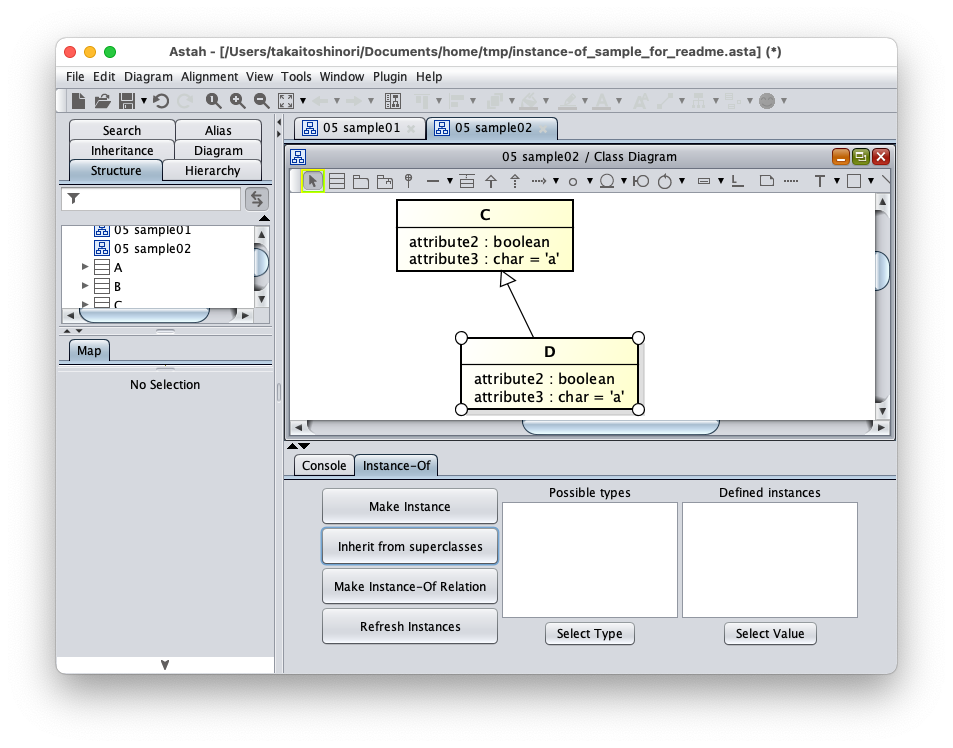 Astah - [/Users/takaitoshinori/Documents/home/tmp/instance-of_sample_for_readme.asta] (*)
File Edit Diagram Alignment View Tools Window Plugin Help
Search Alias
Inheritance Diagram
Structure Hierarchy
05 sample01
05 sample02
A
B
C
Map
No Selection
05 sample01 05 sample02
05 sample02 / Class Diagram
T
C
attribute2 : boolean
attribute3 : char = 'a'
D
attribute2 : boolean
attribute3 : char = 'a'
Console Instance-Of
Make Instance
Inherit from superclasses
Make Instance-Of Relation
Refresh Instances
Possible types
Select Type
Defined instances
Select Value